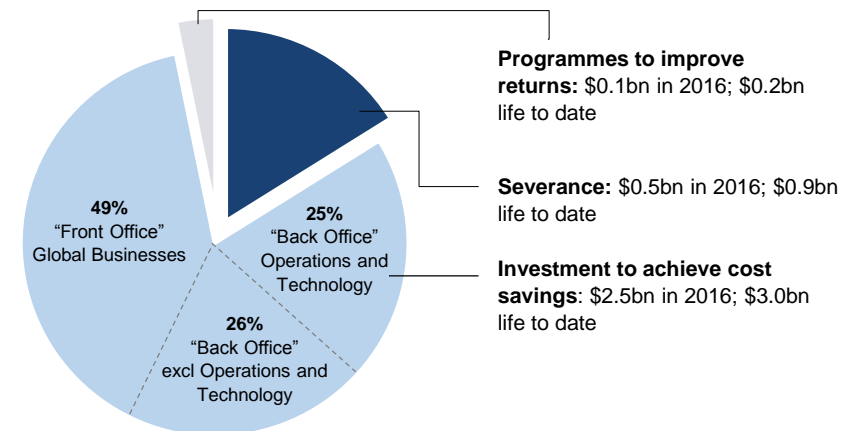 Programmes to improve
returns: $0.1bn in 2016; $0.2bn
life to date
Severance: $0.5bn in 2016; $0.9bn
life to date
Investment to achieve cost
savings: $2.5bn in 2016; $3.0bn
life to date
49%
“Front Office”
Global Businesses
25%
“Back Office”
Operations and
Technology
26%
“Back Office”
excl Operations and
Technology